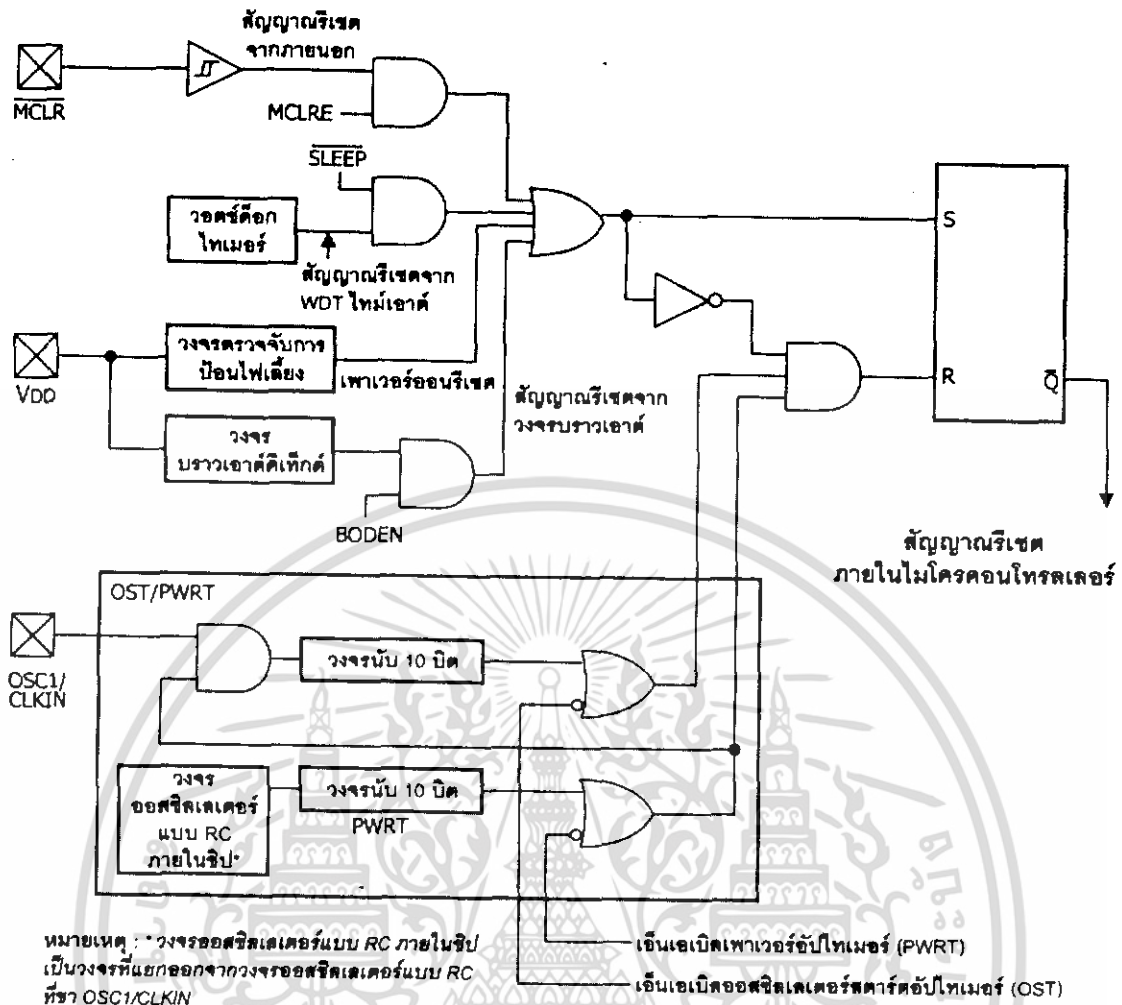 สัญญาณรีเซต
จากภายนอก
MCLR
MCLRE
SLEEP
วอตช์ด็อก
ไทเมอร์
สัญญาณรีเซตจาก
WDT ไทม์เอาต์
S
VDD
วงจรตรวจจับการ
ป้อนไฟเลี้ยง
เพาเวอร์ออนรีเซต
สัญญาณรีเซตจาก
วงจรบราวเอาต์
R
Q
วงจร
บราวเอาต์ดีเท็กต์
BODEN
สัญญาณรีเซต
ภายในไมโครคอนโทรลเลอร์
OST/PWRT
OSC1/
CLKIN
วงจรนับ 10 บิต
วงจร
ออสซิลเลเตอร์
แบบ RC
ภายในชิป*
วงจรนับ 10 บิต
PWRT
หมายเหตุ : *วงจรออสซิลเลเตอร์แบบ RC ภายในชิป
เป็นวงจรที่แยกออกจากวงจรออสซิลเลเตอร์แบบ RC
ที่ขา OSC1/CLKIN
เอ็นเอเบิลเพาเวอร์อัปไทเมอร์ (PWRT)
เอ็นเอเบิลออสซิลเลเตอร์สตาร์ตอัปไทเมอร์ (OST)